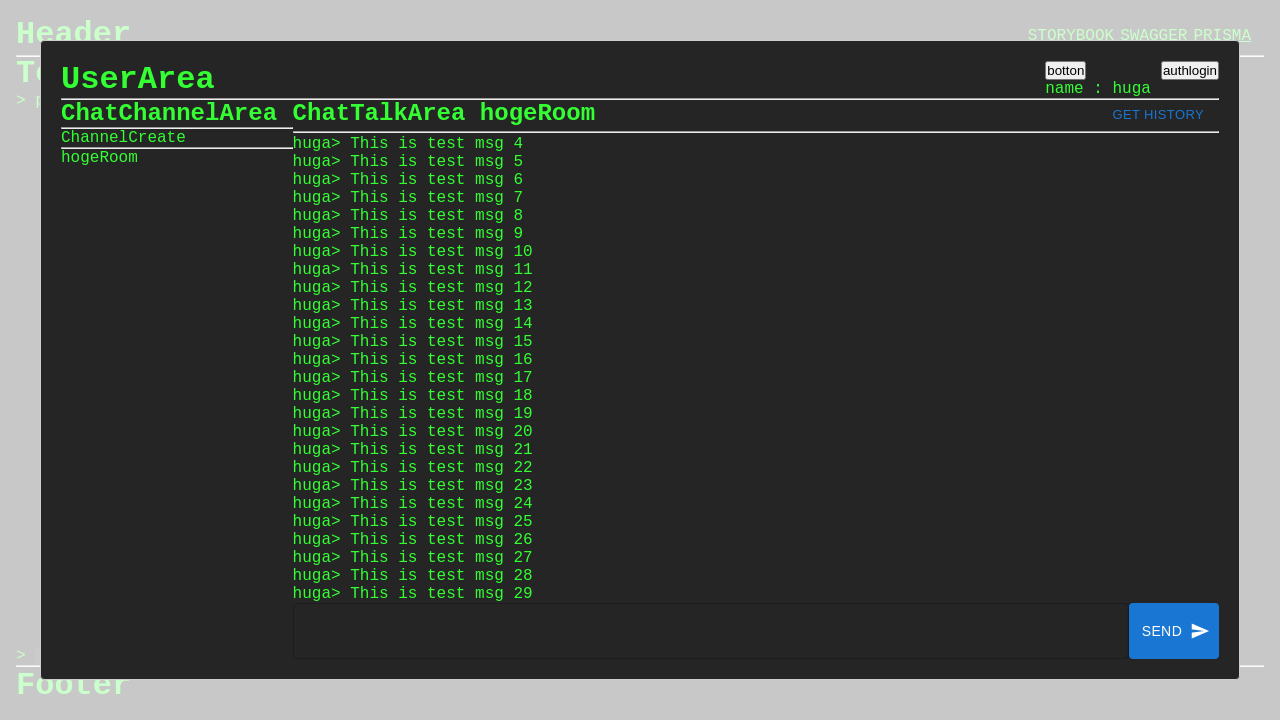 Header
STORYBOOK SWAGGER PRISMA
UserArea
botton
authlogin
name : huga
ChatChannelArea
ChannelCreate
hogeRoom
ChatTalkArea hogeRoom
GET HISTORY
huga> This is test msg 4
huga> This is test msg 5
huga> This is test msg 6
huga> This is test msg 7
huga> This is test msg 8
huga> This is test msg 9
huga> This is test msg 10
huga> This is test msg 11
huga> This is test msg 12
huga> This is test msg 13
huga> This is test msg 14
huga> This is test msg 15
huga> This is test msg 16
huga> This is test msg 17
huga> This is test msg 18
huga> This is test msg 19
huga> This is test msg 20
huga> This is test msg 21
huga> This is test msg 22
huga> This is test msg 23
huga> This is test msg 24
huga> This is test msg 25
huga> This is test msg 26
huga> This is test msg 27
huga> This is test msg 28
huga> This is test msg 29
SEND
Footer